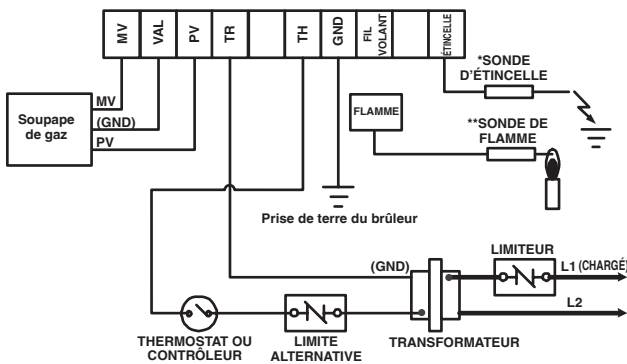 MV
VAL
PV
TR
TH
GND
FIL
VOLANT
ÉTINCELLE
*SONDE
D'ÉTINCELLE
Soupape
de gaz
MV
(GND)
PV
FLAMME
**SONDE DE
FLAMME
Prise de terre du brûleur
LIMITEUR
(GND)
L1 (CHARGÉ)
L2
THERMOSTAT OU
CONTRÔLEUR
LIMITE
ALTERNATIVE
TRANSFORMATEUR